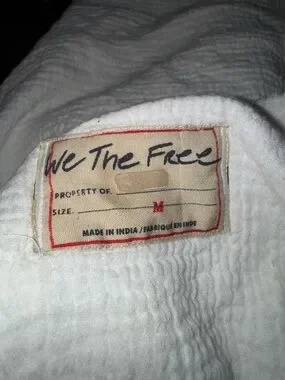 We The Free
PROPERTY OF
SIZE M
MADE IN INDIA / FABRIQUÉ EN INDE